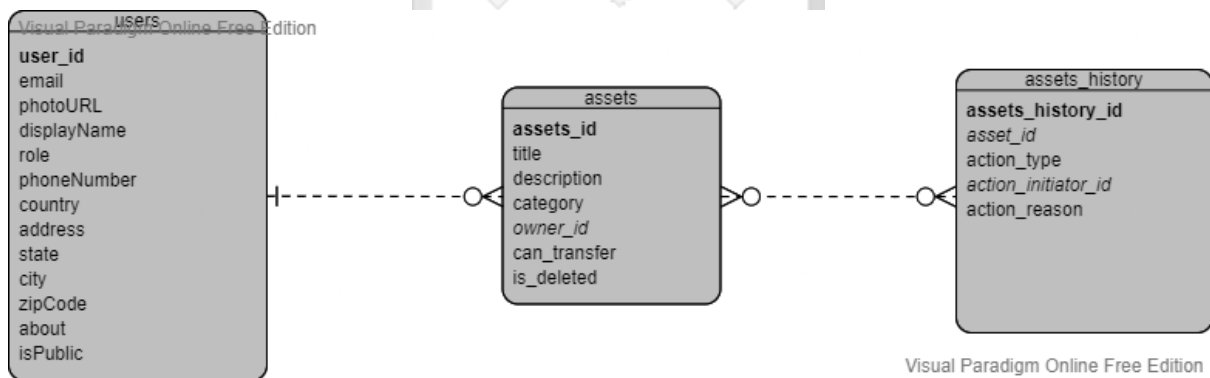 users
Visual Paradigm Online Free Edition
user_id
email
photoURL
displayName
role
phoneNumber
country
address
state
city
zipCode
about
isPublic
assets
assets_id
title
description
category
owner_id
can_transfer
is_deleted
assets_history
assets_history_id
asset_id
action_type
action_initiator_id
action_reason
Visual Paradigm Online Free Edition